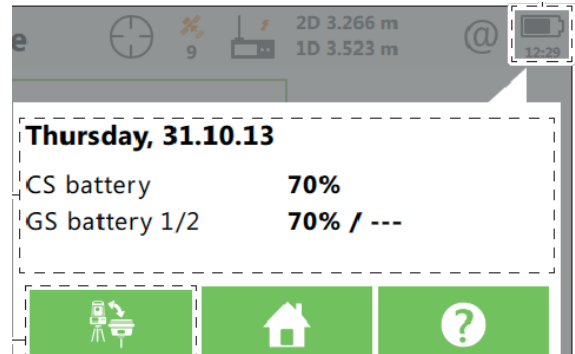 e
9
2D 3.266 m
1D 3.523 m
@
12:29
Thursday, 31.10.13
CS battery 70%
GS battery 1/2 70% / ---
?